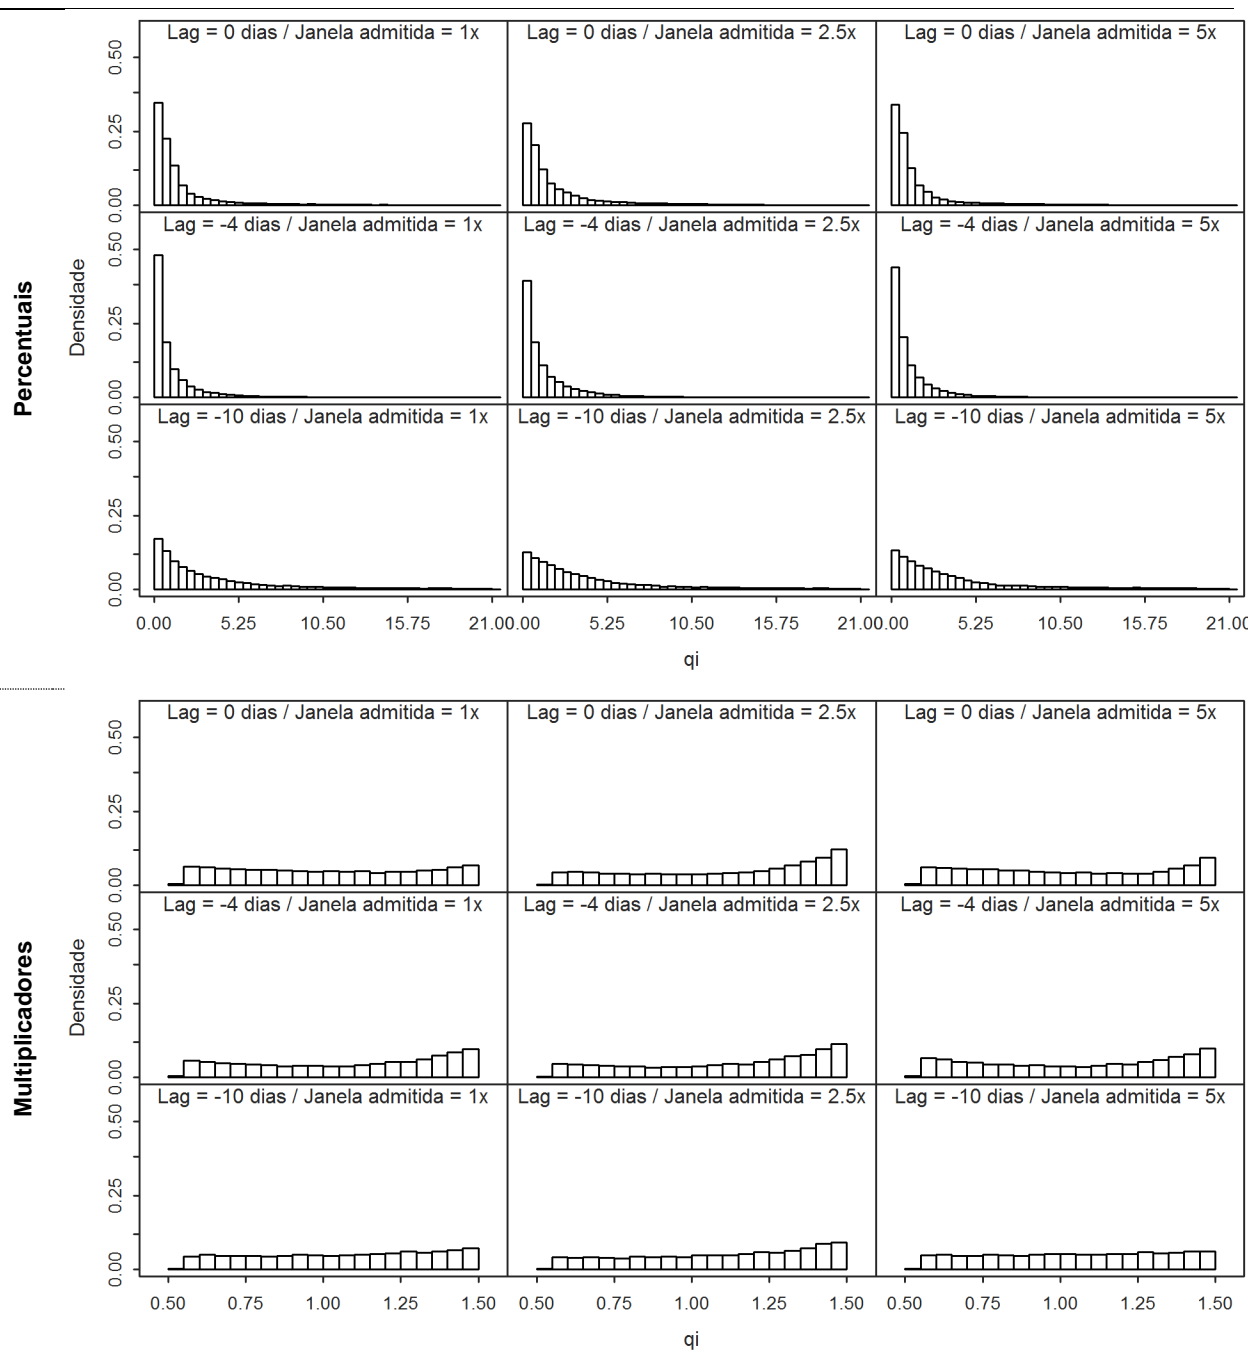 Percentuais
Densidade
Lag = 0 dias / Janela admitida = 1x
Lag = 0 dias / Janela admitida = 2.5x
Lag = 0 dias / Janela admitida = 5x
0.50
0.25
0.00
Lag = -4 dias / Janela admitida = 1x
Lag = -4 dias / Janela admitida = 2.5x
Lag = -4 dias / Janela admitida = 5x
0.50
0.25
0.00
Lag = -10 dias / Janela admitida = 1x
Lag = -10 dias / Janela admitida = 2.5x
Lag = -10 dias / Janela admitida = 5x
0.50
0.25
0.00
0.00 5.25 10.50 15.75 21.00 0.00 5.25 10.50 15.75 21.00 0.00 5.25 10.50 15.75 21.00
qi
Multiplicadores
Densidade
Lag = 0 dias / Janela admitida = 1x
Lag = 0 dias / Janela admitida = 2.5x
Lag = 0 dias / Janela admitida = 5x
0.50
0.25
0.00
Lag = -4 dias / Janela admitida = 1x
Lag = -4 dias / Janela admitida = 2.5x
Lag = -4 dias / Janela admitida = 5x
0.50
0.25
0.00
Lag = -10 dias / Janela admitida = 1x
Lag = -10 dias / Janela admitida = 2.5x
Lag = -10 dias / Janela admitida = 5x
0.50
0.25
0.00
0.50 0.75 1.00 1.25 1.50 0.50 0.75 1.00 1.25 1.50 0.50 0.75 1.00 1.25 1.50
qi